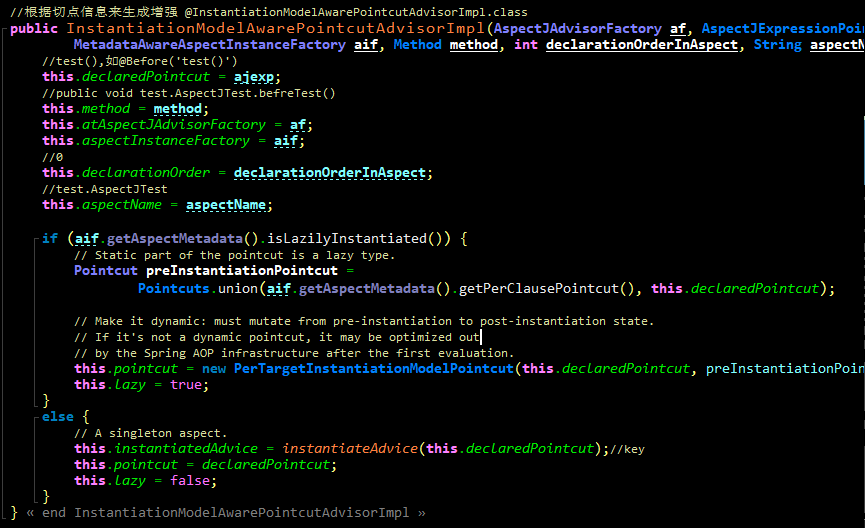 //根据切点信息来生成增强 @InstantiationModelAwarePointcutAdvisorImpl.class
public InstantiationModelAwarePointcutAdvisorImpl(AspectJAdvisorFactory af, AspectJExpressionPoi
MetadataAwareAspectInstanceFactory aif, Method method, int declarationOrderInAspect, String aspectN
//test(),如@Before('test()')
this.declaredPointcut = ajexp;
//public void test.AspectJTest.befreTest()
this.method = method;
this.atAspectJAdvisorFactory = af;
this.aspectInstanceFactory = aif;
//0
this.declarationOrder = declarationOrderInAspect;
//test.AspectJTest
this.aspectName = aspectName;
if (aif.getAspectMetadata().isLazilyInstantiated()) {
// Static part of the pointcut is a lazy type.
Pointcut preInstantiationPointcut =
Pointcuts.union(aif.getAspectMetadata().getPerClausePointcut(), this.declaredPointcut);
// Make it dynamic: must mutate from pre-instantiation to post-instantiation state.
// If it's not a dynamic pointcut, it may be optimized out
// by the Spring AOP infrastructure after the first evaluation.
this.pointcut = new PerTargetInstantiationModelPointcut(this.declaredPointcut, preInstantiationPoin
this.lazy = true;
}
else {
// A singleton aspect.
this.instantiatedAdvice = instantiateAdvice(this.declaredPointcut);//key
this.pointcut = declaredPointcut;
this.lazy = false;
}
} « end InstantiationModelAwarePointcutAdvisorImpl »